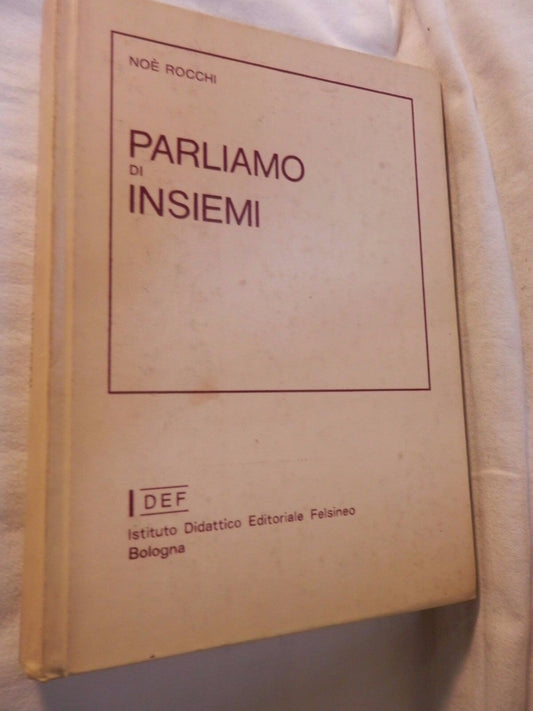 NOÈ ROCCHI
PARLIAMO
DI
INSIEMI
IDEF
Istituto Didattico Editoriale Felsineo
Bologna